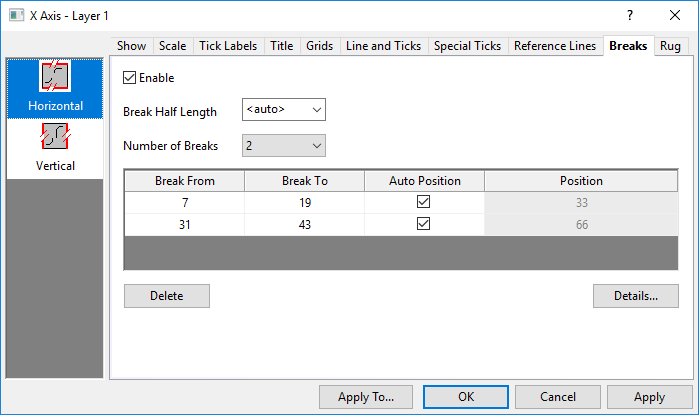 X Axis - Layer 1
Show Scale Tick Labels Title Grids Line and Ticks Special Ticks Reference Lines Breaks Rug
Horizontal
Vertical
Enable
Break Half Length <auto>
Number of Breaks 2
Break From Break To Auto Position Position
7 19 33
31 43 66
Delete Details...
Apply To... OK Cancel Apply